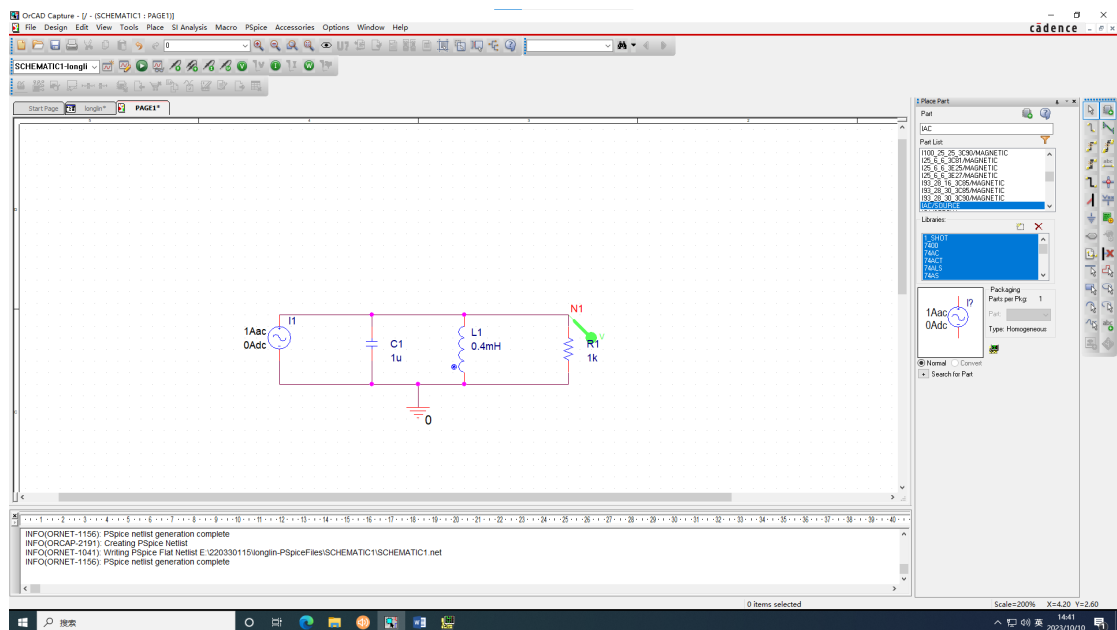 OrCAD Capture - [/ - (SCHEMATIC1 : PAGE1)]
File Design Edit View Tools Place SI Analysis Macro PSpice Accessories Options Window Help
cādence
0
U?
SCHEMATIC1-longli
Start Page
longlin*
PAGE1*
Place Part
Part
IAC
Part List:
I100_25_25_3C90/MAGNETIC
I25_6_6_3C81/MAGNETIC
I25_6_6_3E25/MAGNETIC
I25_6_6_3E27/MAGNETIC
I93_28_16_3C85/MAGNETIC
I93_28_30_3C85/MAGNETIC
I93_28_30_3C90/MAGNETIC
IAC/SOURCE
Libraries:
1_SHOT
7400
74AC
74ACT
74ALS
74AS
1Aac
0Adc
I?
Packaging
Parts per Pkg: 1
Part:
Type: Homogeneous
Normal Convert
Search for Part
1Aac
0Adc
I1
C1
1u
L1
0.4mH
N1
V
R1
1k
0
INFO(ORNET-1156): PSpice netlist generation complete
INFO(ORCAP-2191): Creating PSpice Netlist
INFO(ORNET-1041): Writing PSpice Flat Netlist E:\220330115\longlin-PSpiceFiles\SCHEMATIC1\SCHEMATIC1.net
INFO(ORNET-1156): PSpice netlist generation complete
0 items selected
Scale=200% X=4.20 Y=2.60
搜索
英
14:41
2023/10/10